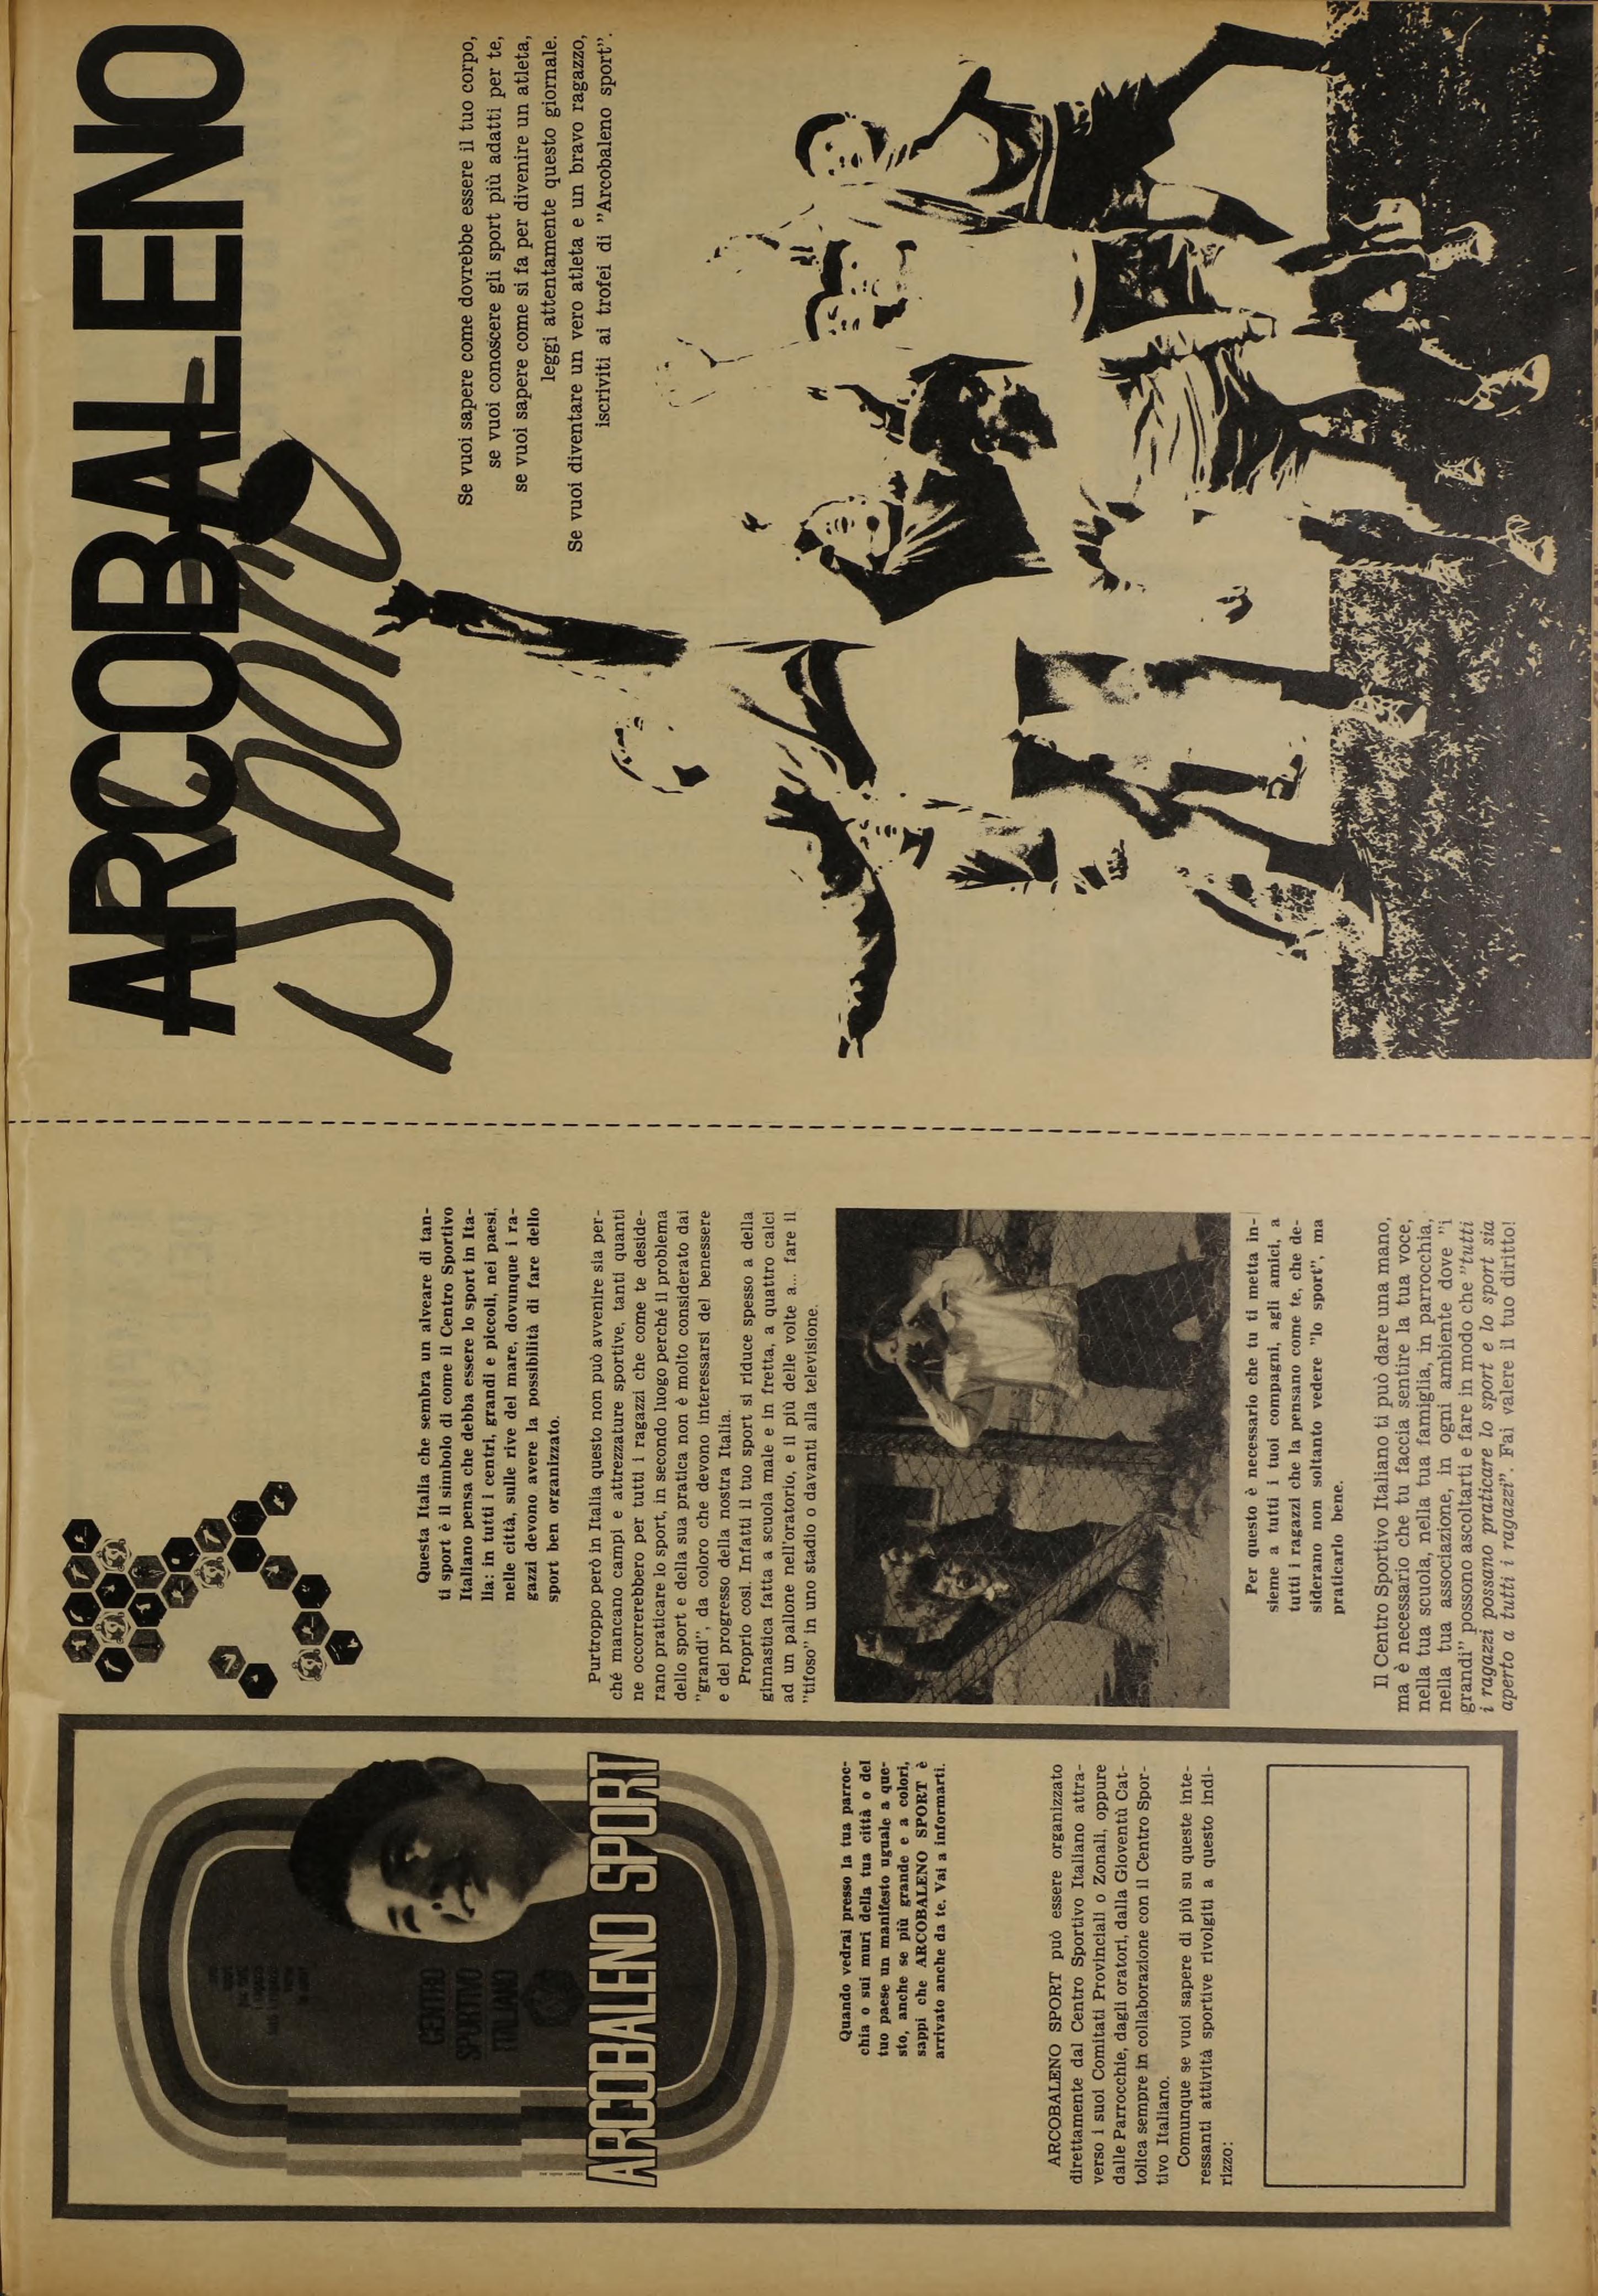 ARCOBALENO SPORT
CENTRO
SPORTIVO
ITALIANO
Quando vedrai presso la tua parroc-
chia o sui muri della tua città o del
tuo paese un manifesto uguale a que-
sto, anche se più grande e a colori,
sappi che ARCOBALENO SPORT è
arrivato anche da te. Vai a informarti.
ARCOBALENO SPORT può essere organizzato
direttamente dal Centro Sportivo Italiano attra-
verso i suoi Comitati Provinciali o Zonali, oppure
dalle Parrocchie, dagli oratori, dalla Gioventù Cat-
tolica sempre in collaborazione con il Centro Spor-
tivo Italiano.
Comunque se vuoi sapere di più su queste inte-
ressanti attività sportive rivolgiti a questo indi-
rizzo:
Questa Italia che sembra un alveare di tan-
ti sport è il simbolo di come il Centro Sportivo
Italiano pensa che debba essere lo sport in Ita-
lia: in tutti i centri, grandi e piccoli, nei paesi,
nelle città, sulle rive del mare, dovunque i ra-
gazzi devono avere la possibilità di fare dello
sport ben organizzato.
Purtroppo però in Italia questo non può avvenire sia per-
ché mancano campi e attrezzature sportive, tanti quanti
ne occorrerebbero per tutti i ragazzi che come te deside-
rano praticare lo sport, in secondo luogo perché il problema
dello sport e della sua pratica non è molto considerato dai
"grandi", da coloro che devono interessarsi del benessere
e del progresso della nostra Italia.
Proprio così. Infatti il tuo sport si riduce spesso a della
ginnastica fatta a scuola male e in fretta, a quattro calci
ad un pallone nell'oratorio, e il più delle volte a... fare il
"tifoso" in uno stadio o davanti alla televisione.
Per questo è necessario che tu ti metta in-
sieme a tutti i tuoi compagni, agli amici, a
tutti i ragazzi che la pensano come te, che de-
siderano non soltanto vedere "lo sport", ma
praticarlo bene.
Il Centro Sportivo Italiano ti può dare una mano,
ma è necessario che tu faccia sentire la tua voce,
nella tua scuola, nella tua famiglia, in parrocchia,
nella tua associazione, in ogni ambiente dove "i
grandi" possono ascoltarti e fare in modo che "tutti
i ragazzi possano praticare lo sport e lo sport sia
aperto a tutti i ragazzi". Fai valere il tuo diritto!
ARCOBALENO
Sport
Se vuoi sapere come dovrebbe essere il tuo corpo,
se vuoi conoscere gli sport più adatti per te,
se vuoi sapere come si fa per divenire un atleta,
leggi attentamente questo giornale.
Se vuoi diventare un vero atleta e un bravo ragazzo,
iscriviti ai trofei di "Arcobaleno sport".